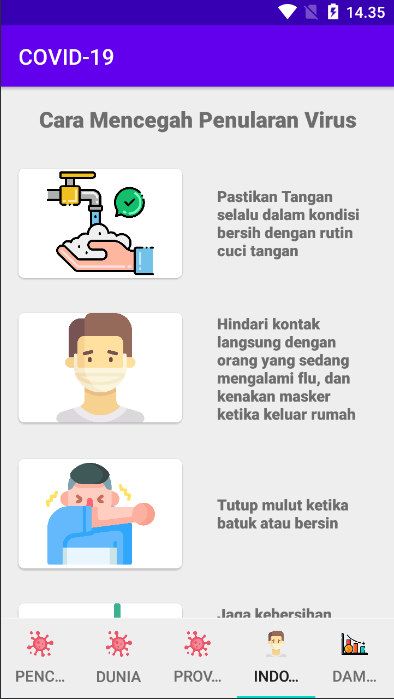 14.35
COVID-19
Cara Mencegah Penularan Virus
Pastikan Tangan
selalu dalam kondisi
bersih dengan rutin
cuci tangan
Hindari kontak
langsung dengan
orang yang sedang
mengalami flu, dan
kenakan masker
ketika keluar rumah
Tutup mulut ketika
batuk atau bersin
Jaga kebersihan
PENC...
DUNIA
PROV...
INDO...
DAM...